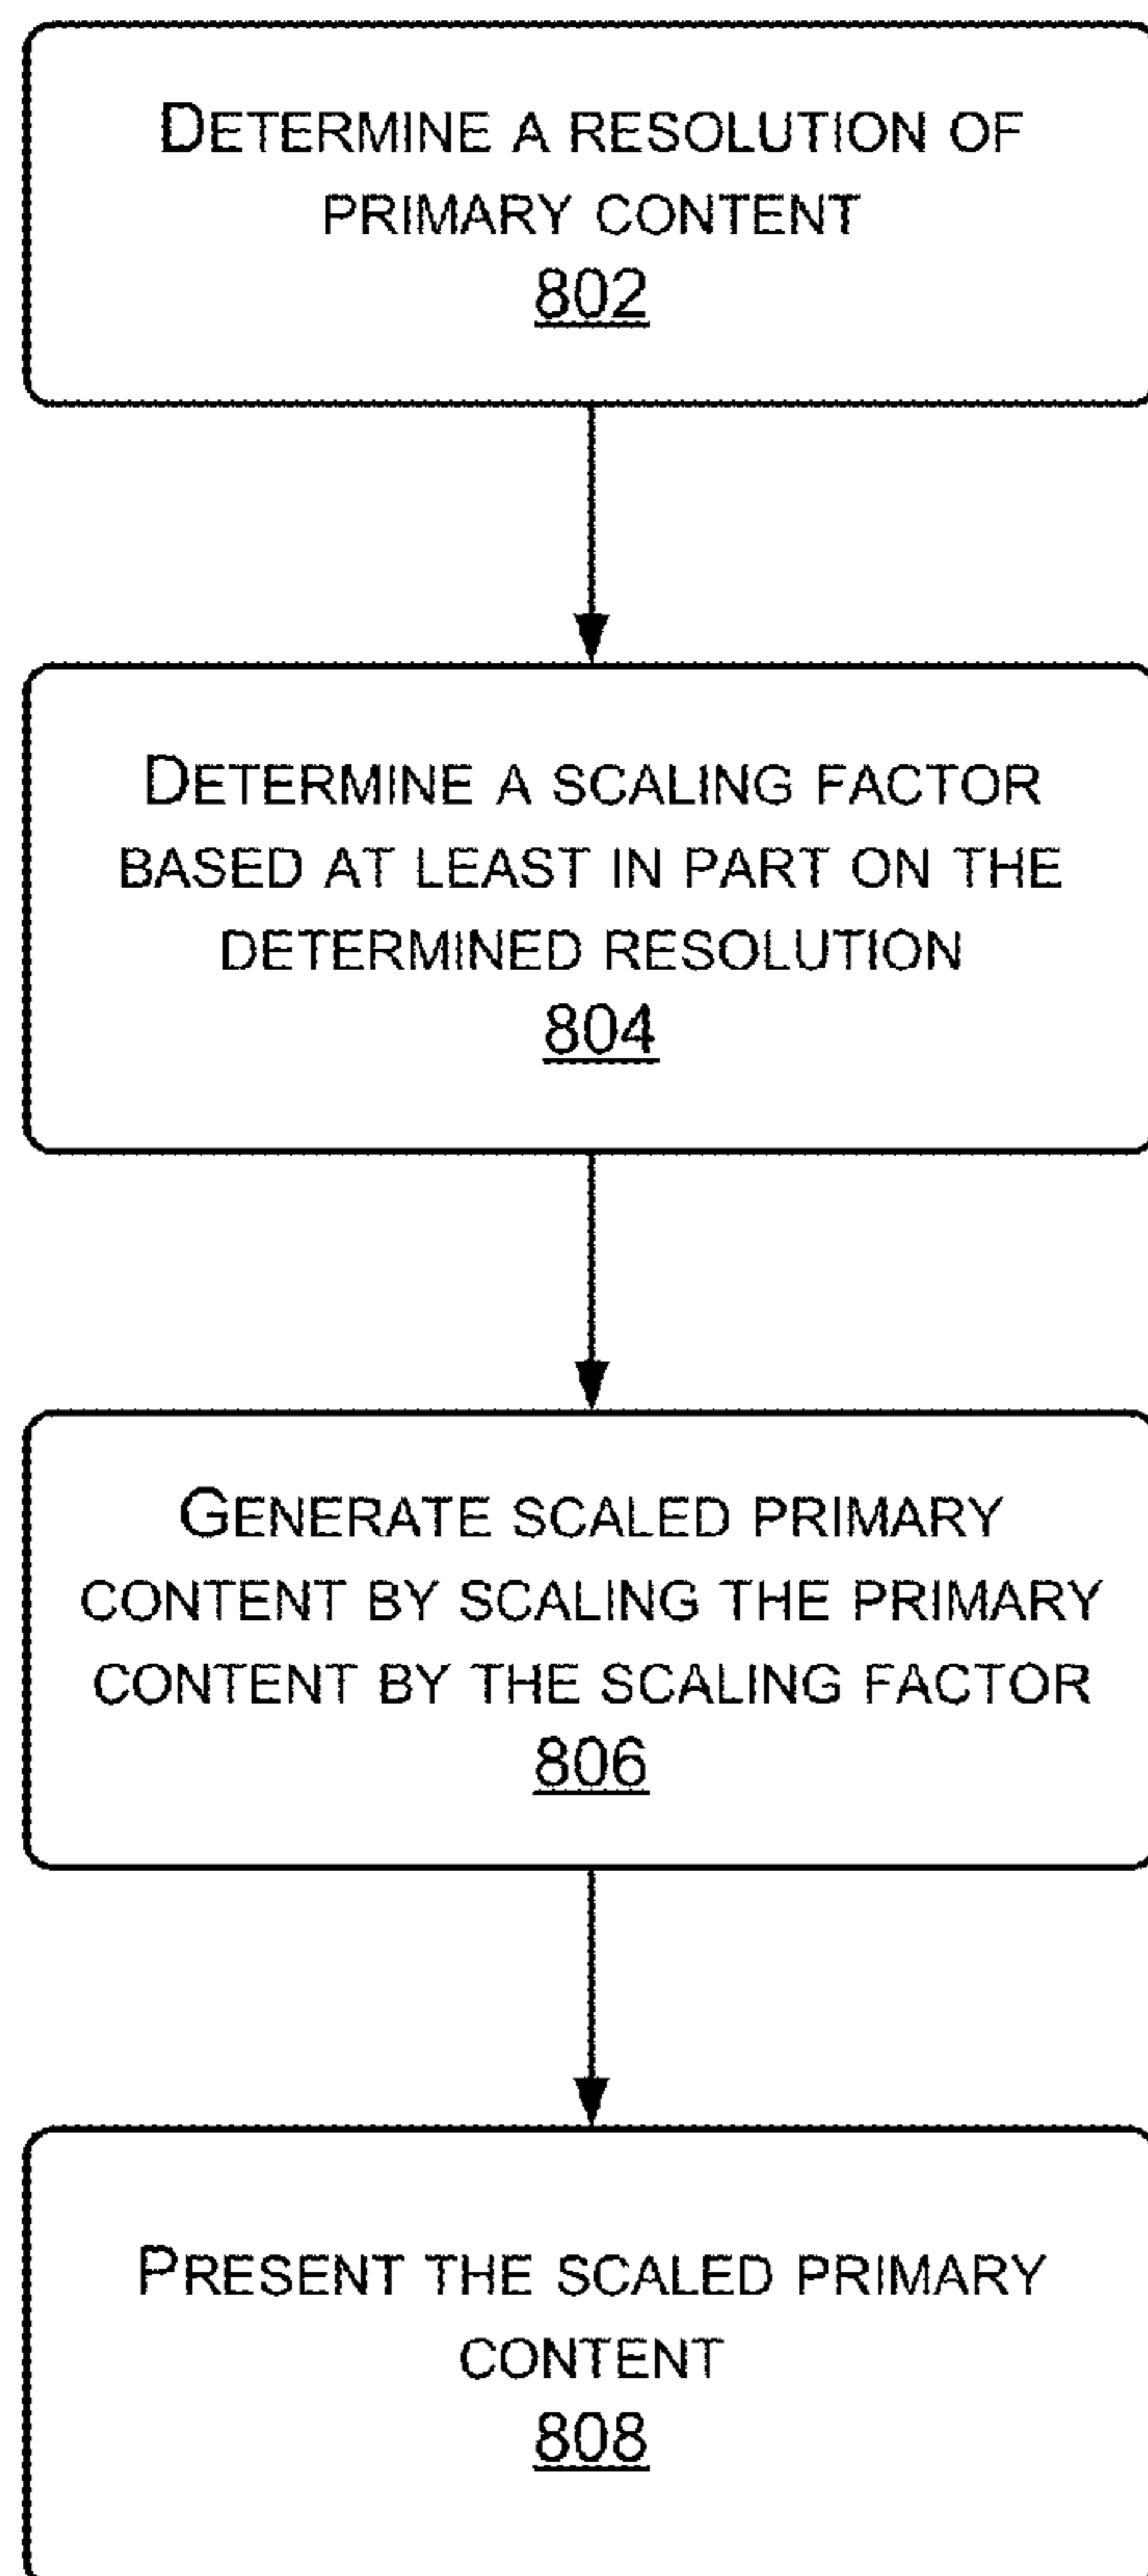 DETERMINE A RESOLUTION OF
PRIMARY CONTENT
802
DETERMINE A SCALING FACTOR
BASED AT LEAST IN PART ON THE
DETERMINED RESOLUTION
804
GENERATE SCALED PRIMARY
CONTENT BY SCALING THE PRIMARY
CONTENT BY THE SCALING FACTOR
806
PRESENT THE SCALED PRIMARY
CONTENT
808